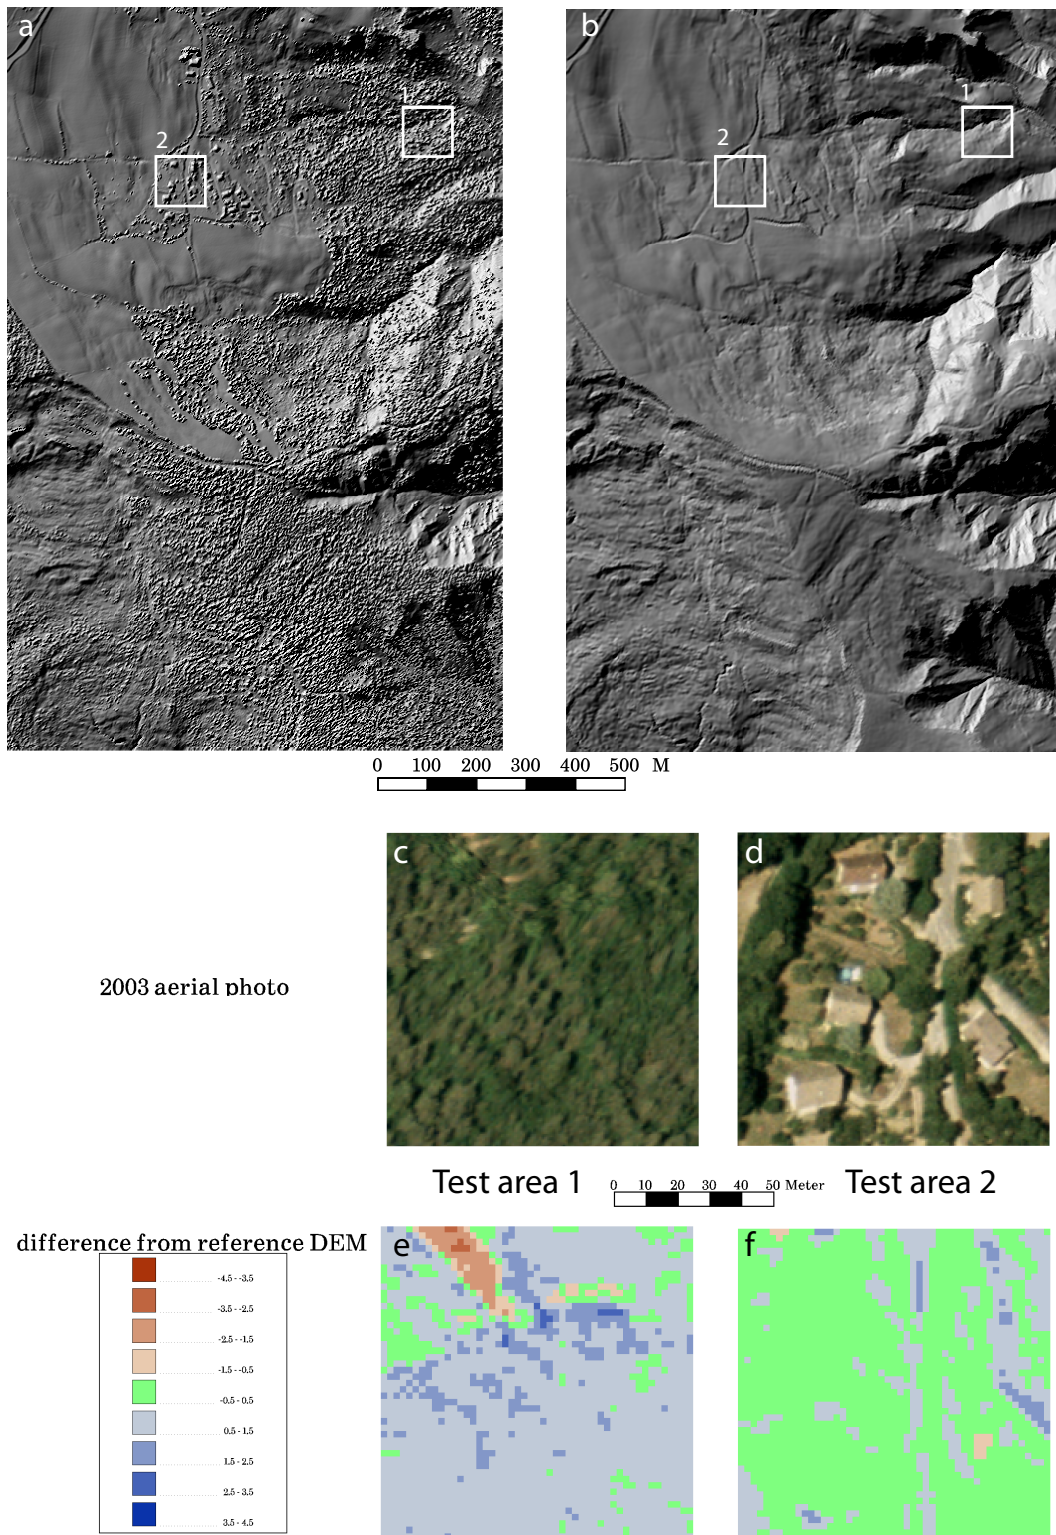 a
b
1
1
2
2
0 100 200 300 400 500 M
c
d
2003 aerial photo
Test area 1
0 10 20 30 40 50 Meter
Test area 2
difference from reference DEM
e
f
-4.5 - -3.5
-3.5 - -2.5
-2.5 - -1.5
-1.5 - -0.5
-0.5 - 0.5
0.5 - 1.5
1.5 - 2.5
2.5 - 3.5
3.5 - 4.5